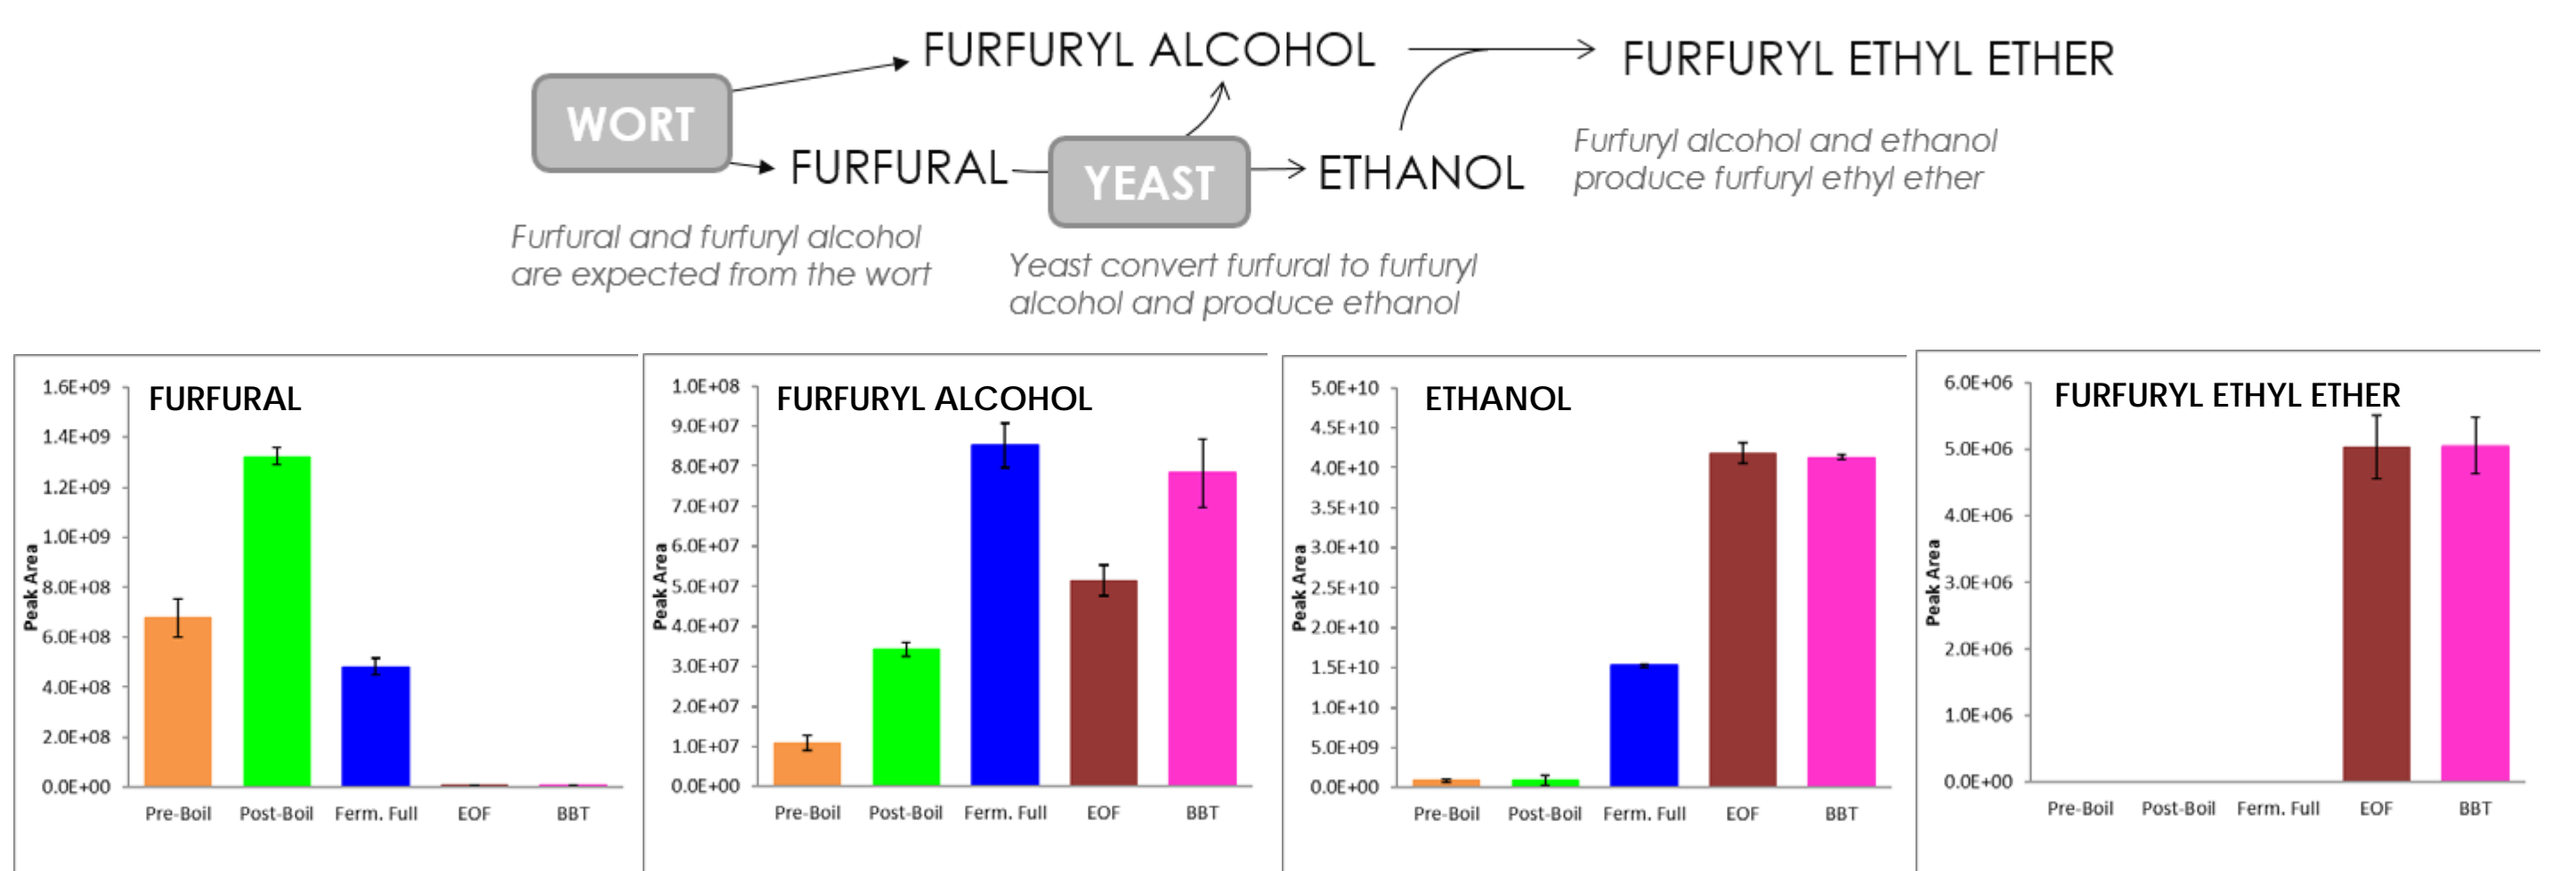 FURFURYL ALCOHOL
FURFURYL ETHYL ETHER
WORT
FURFURAL
YEAST
ETHANOL
Furfuryl alcohol and ethanol
produce furfuryl ethyl ether
Furfural and furfuryl alcohol
are expected from the wort
Yeast convert furfural to furfuryl
alcohol and produce ethanol
FURFURAL
Peak Area
1.6E+09
1.4E+09
1.2E+09
1.0E+09
8.0E+08
6.0E+08
4.0E+08
2.0E+08
0.0E+00
Pre-Boil Post-Boil Ferm. Full EOF BBT
FURFURYL ALCOHOL
Peak Area
1.0E+08
9.0E+07
8.0E+07
7.0E+07
6.0E+07
5.0E+07
4.0E+07
3.0E+07
2.0E+07
1.0E+07
0.0E+00
Pre-Boil Post-Boil Ferm. Full EOF BBT
ETHANOL
Peak Area
5.0E+10
4.5E+10
4.0E+10
3.5E+10
3.0E+10
2.5E+10
2.0E+10
1.5E+10
1.0E+10
5.0E+09
0.0E+00
Pre-Boil Post-Boil Ferm. Full EOF BBT
FURFURYL ETHYL ETHER
Peak Area
6.0E+06
5.0E+06
4.0E+06
3.0E+06
2.0E+06
1.0E+06
0.0E+00
Pre-Boil Post-Boil Ferm. Full EOF BBT